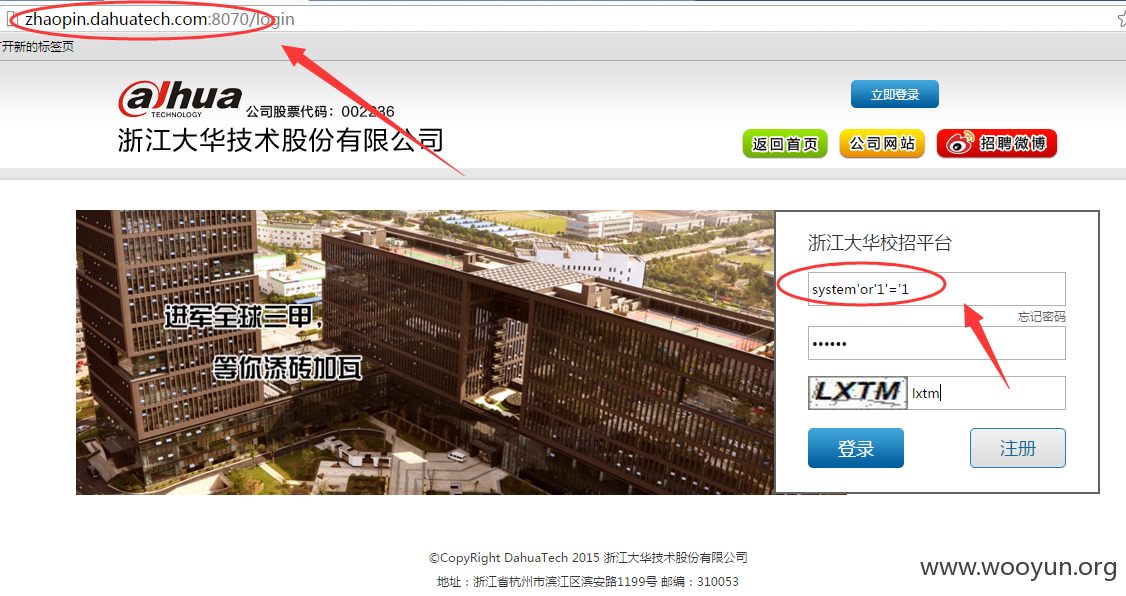 zhaopin.dahuatech.com:8070/login
打开新的标签页
alhua
TECHNOLOGY
公司股票代码：002236
浙江大华技术股份有限公司
立即登录
返回首页
公司网站
招聘微博
进军全球三甲，
等你添砖加瓦
浙江大华校招平台
system'or'1'='1
忘记密码
••••••
LXTM
lxtm
登录
注册
©CopyRight DahuaTech 2015 浙江大华技术股份有限公司
地址：浙江省杭州市滨江区滨安路1199号 邮编：310053
www.wooyun.org